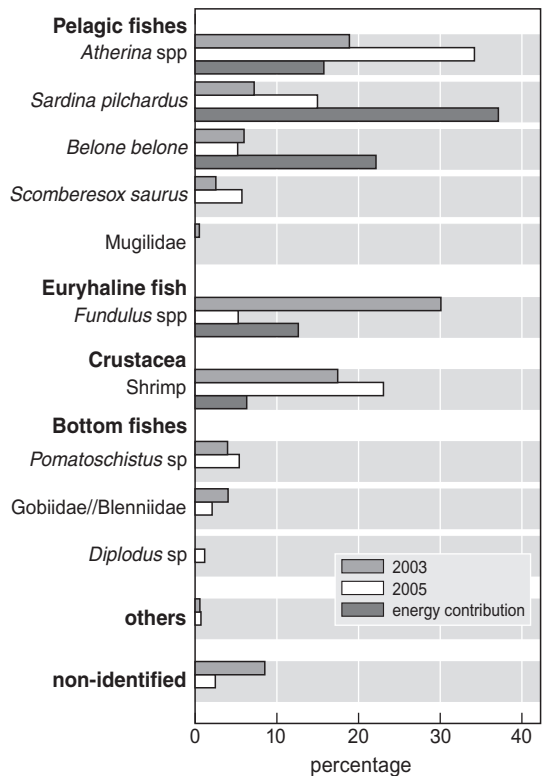 Pelagic fishes
Atherina spp
Sardina pilchardus
Belone belone
Scomberesox saurus
Mugilidae
Euryhaline fish
Fundulus spp
Crustacea
Shrimp
Bottom fishes
Pomatoschistus sp
Gobiidae//Blenniidae
Diplodus sp
others
non-identified
2003
2005
energy contribution
0 10 20 30 40
percentage